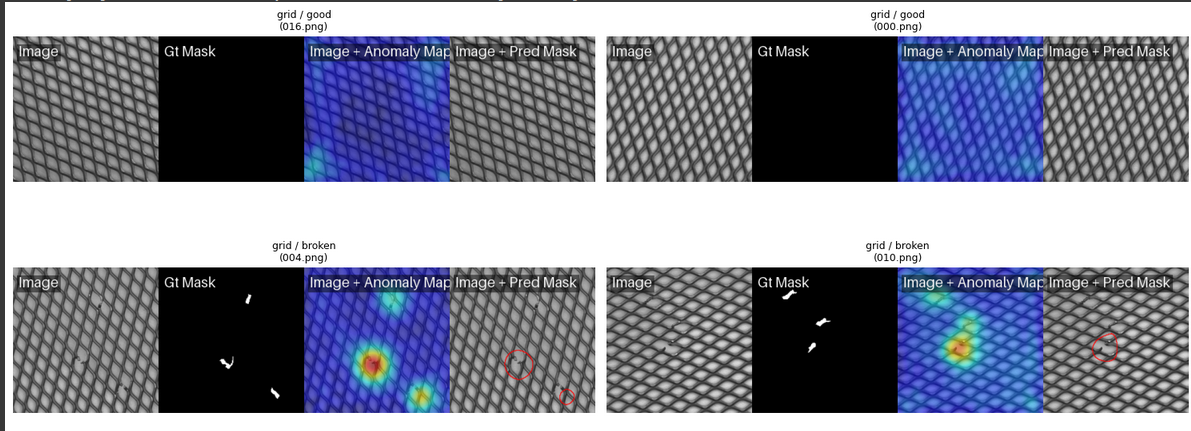 grid / good
(016.png)
Image
Gt Mask
Image + Anomaly Map
Image + Pred Mask
grid / good
(000.png)
Image
Gt Mask
Image + Anomaly Map
Image + Pred Mask
grid / broken
(004.png)
Image
Gt Mask
Image + Anomaly Map
Image + Pred Mask
grid / broken
(010.png)
Image
Gt Mask
Image + Anomaly Map
Image + Pred Mask